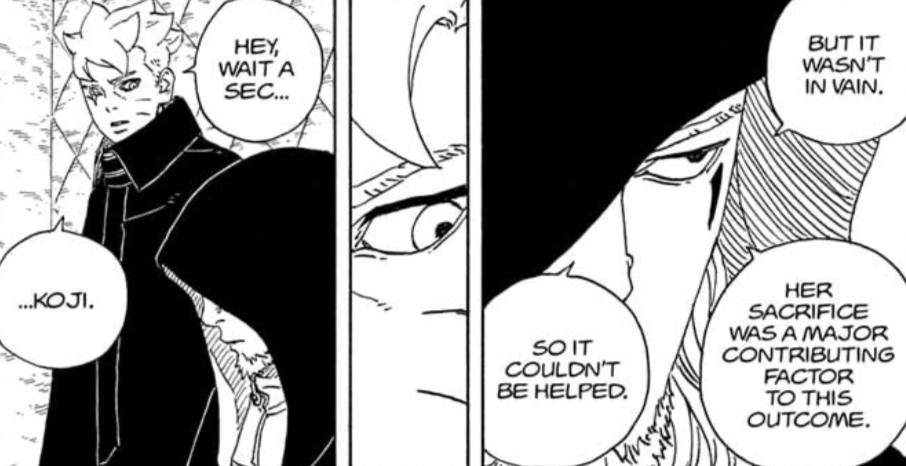 BUT IT
WASN'T
IN VAIN.
HER
SACRIFICE
WAS A MAJOR
CONTRIBUTING
FACTOR
TO THIS
OUTCOME.
SO IT
COULDN'T
BE HELPED.
HEY,
WAIT A
SEC...
...KOJI.